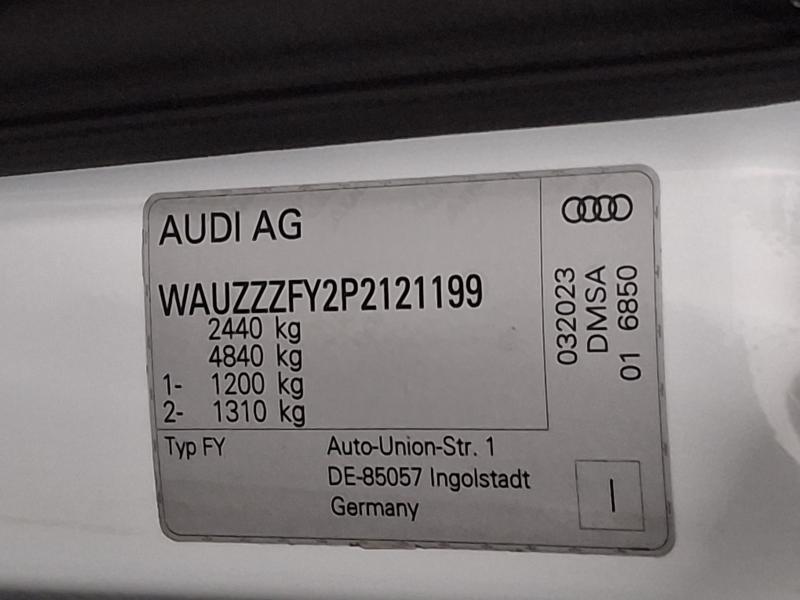 AUDI AG
WAUZZZFY2P2121199
2440 kg
4840 kg
1- 1200 kg
2- 1310 kg
Typ FY
Auto-Union-Str. 1
DE-85057 Ingolstadt
Germany
032023
DMSA
01 6850
I